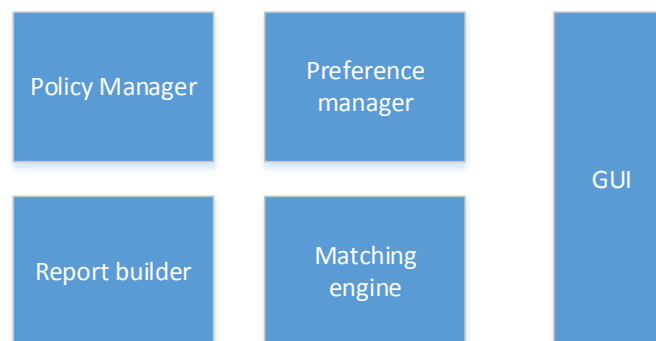 Policy Manager
Preference
manager
GUI
Report builder
Matching
engine